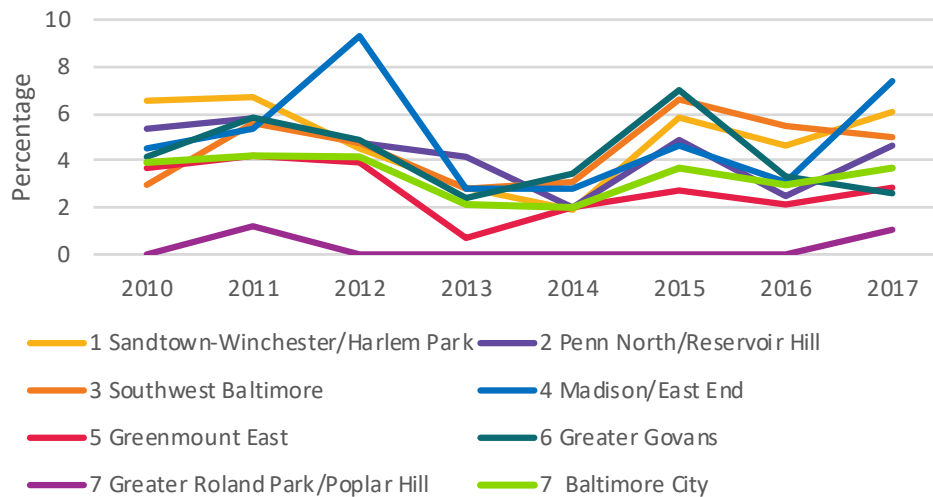 10
8
6
4
2
0
Percentage
2010 2011 2012 2013 2014 2015 2016 2017
1 Sandtown-Winchester/Harlem Park 2 Penn North/Reservoir Hill
3 Southwest Baltimore 4 Madison/East End
5 Greenmount East 6 Greater Govans
7 Greater Roland Park/Poplar Hill 7 Baltimore City